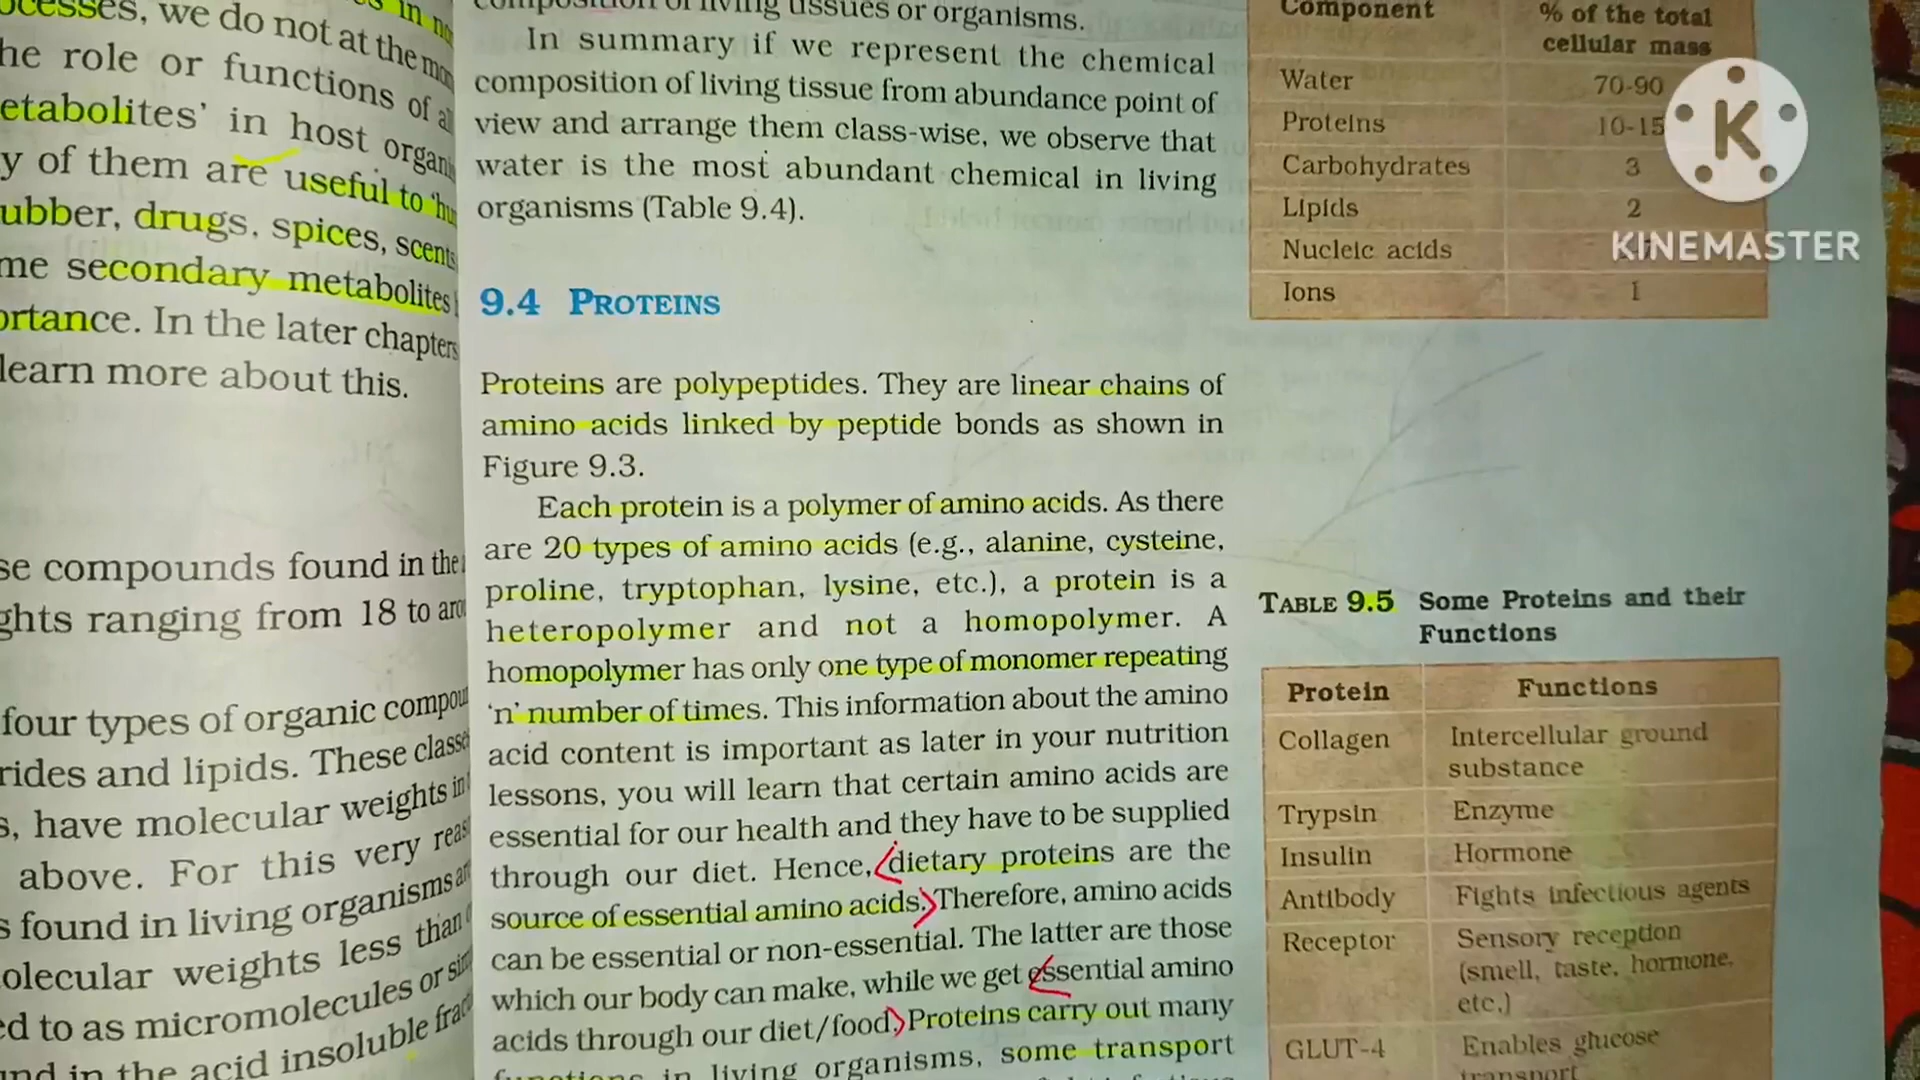 ocesses, we do not at the
he role or functions of
etabolites' in host
y of them are useful to
ubber, drugs, spices, scents
me secondary metabolites
ortance. In the later chapters
learn more about this.
se compounds found in the
ghts ranging from 18 to
four types of organic
rides and lipids. These
s, have molecular weights in
above. For this very
s found in living organisms
olecular weights less than
ed to as micromolecules or
und in the acid insoluble
composition of living tissues or organisms.
In summary if we represent the chemical
composition of living tissue from abundance point of
view and arrange them class-wise, we observe that
water is the most abundant chemical in living
organisms (Table 9.4).
9.4 PROTEINS
Proteins are polypeptides. They are linear chains of
amino acids linked by peptide bonds as shown in
Figure 9.3.
Each protein is a polymer of amino acids. As there
are 20 types of amino acids (e.g., alanine, cysteine,
proline, tryptophan, lysine, etc.), a protein is a
heteropolymer and not a homopolymer. A
homopolymer has only one type of monomer repeating
'n' number of times. This information about the amino
acid content is important as later in your nutrition
lessons, you will learn that certain amino acids are
essential for our health and they have to be supplied
through our diet. Hence, dietary proteins are the
source of essential amino acids. Therefore, amino acids
can be essential or non-essential. The latter are those
which our body can make, while we get essential amino
acids through our diet/food. Proteins carry out many
functions in living organisms, some transport
Component % of the total
cellular mass
Water 70-90
Proteins 10-15
Carbohydrates 3
Lipids 2
Nucleic acids
Ions 1
K
KINEMASTER
TABLE 9.5 Some Proteins and their
Functions
Protein Functions
Collagen Intercellular ground
substance
Trypsin Enzyme
Insulin Hormone
Antibody Fights infectious agents
Receptor Sensory reception
(smell, taste, hormone,
etc.)
GLUT-4 Enables glucose
transport